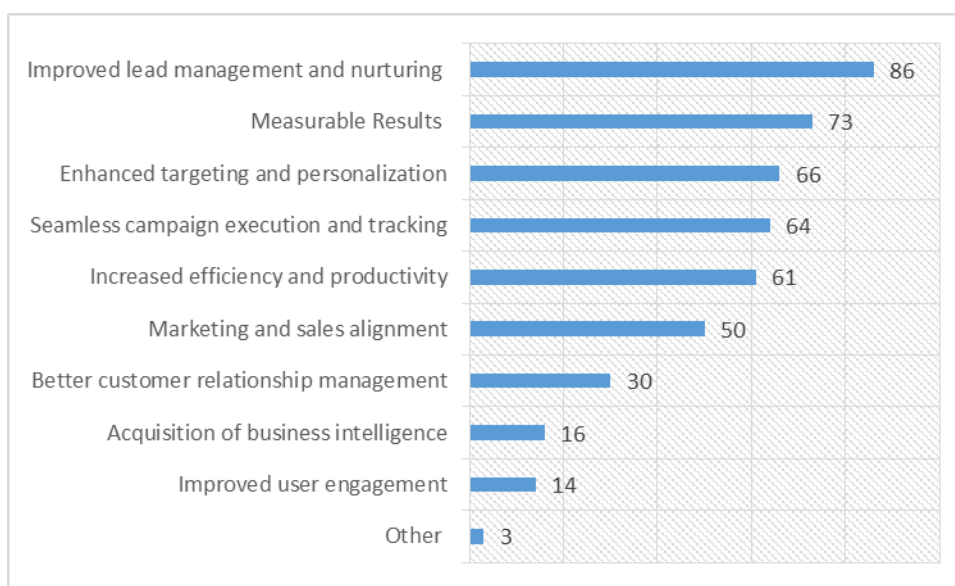 Improved lead management and nurturing 86
Measurable Results 73
Enhanced targeting and personalization 66
Seamless campaign execution and tracking 64
Increased efficiency and productivity 61
Marketing and sales alignment 50
Better customer relationship management 30
Acquisition of business intelligence 16
Improved user engagement 14
Other 3